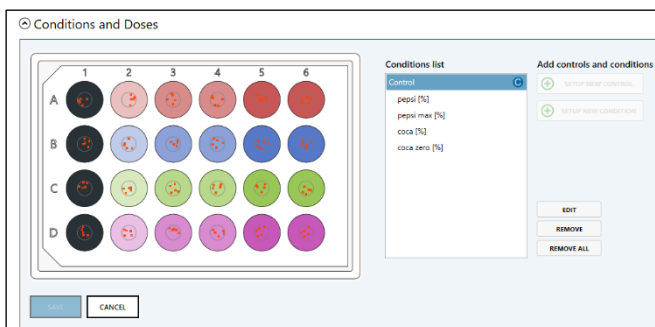 Conditions and Doses
1 2 3 4 5 6
A
B
C
D
Conditions list
Control C
pepsi [%]
pepsi max [%]
coca [%]
coca zero [%]
Add controls and conditions
SETUP NEW CONTROL
SETUP NEW CONDITION
EDIT
REMOVE
REMOVE ALL
SAVE
CANCEL